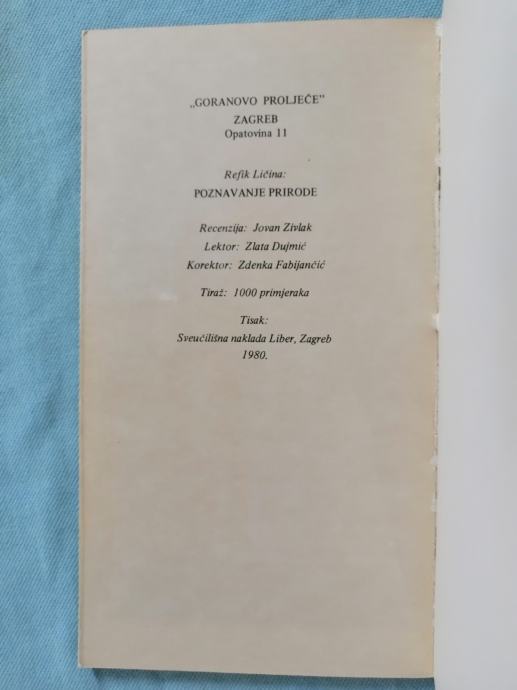 „GORANOVO PROLJEČE”
ZAGREB
Opatovina 11
Refik Ličina:
POZNAVANJE PRIRODE
Recenzija: Jovan Zivlak
Lektor: Zlata Dujmić
Korektor: Zdenka Fabijančić
Tiraž: 1000 primjeraka
Tisak:
Sveučilišna naklada Liber, Zagreb
1980.